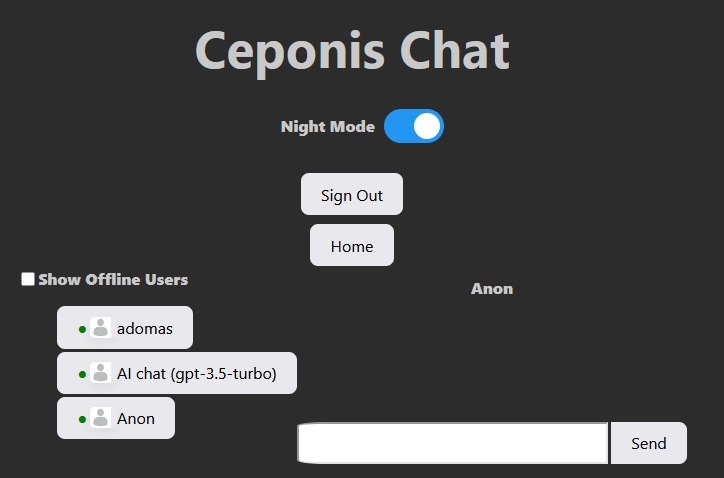 Ceponis Chat
Night Mode
Sign Out
Home
Show Offline Users
Anon
adomas
AI chat (gpt-3.5-turbo)
Anon
Send